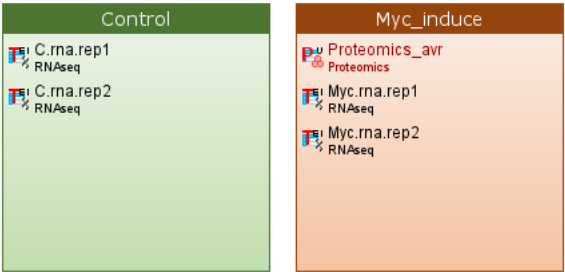 Control
C.rna.rep1
RNAseq
C.rna.rep2
RNAseq
Myc_induce
Proteomics_avr
Proteomics
Myc.rna.rep1
RNAseq
Myc.rna.rep2
RNAseq